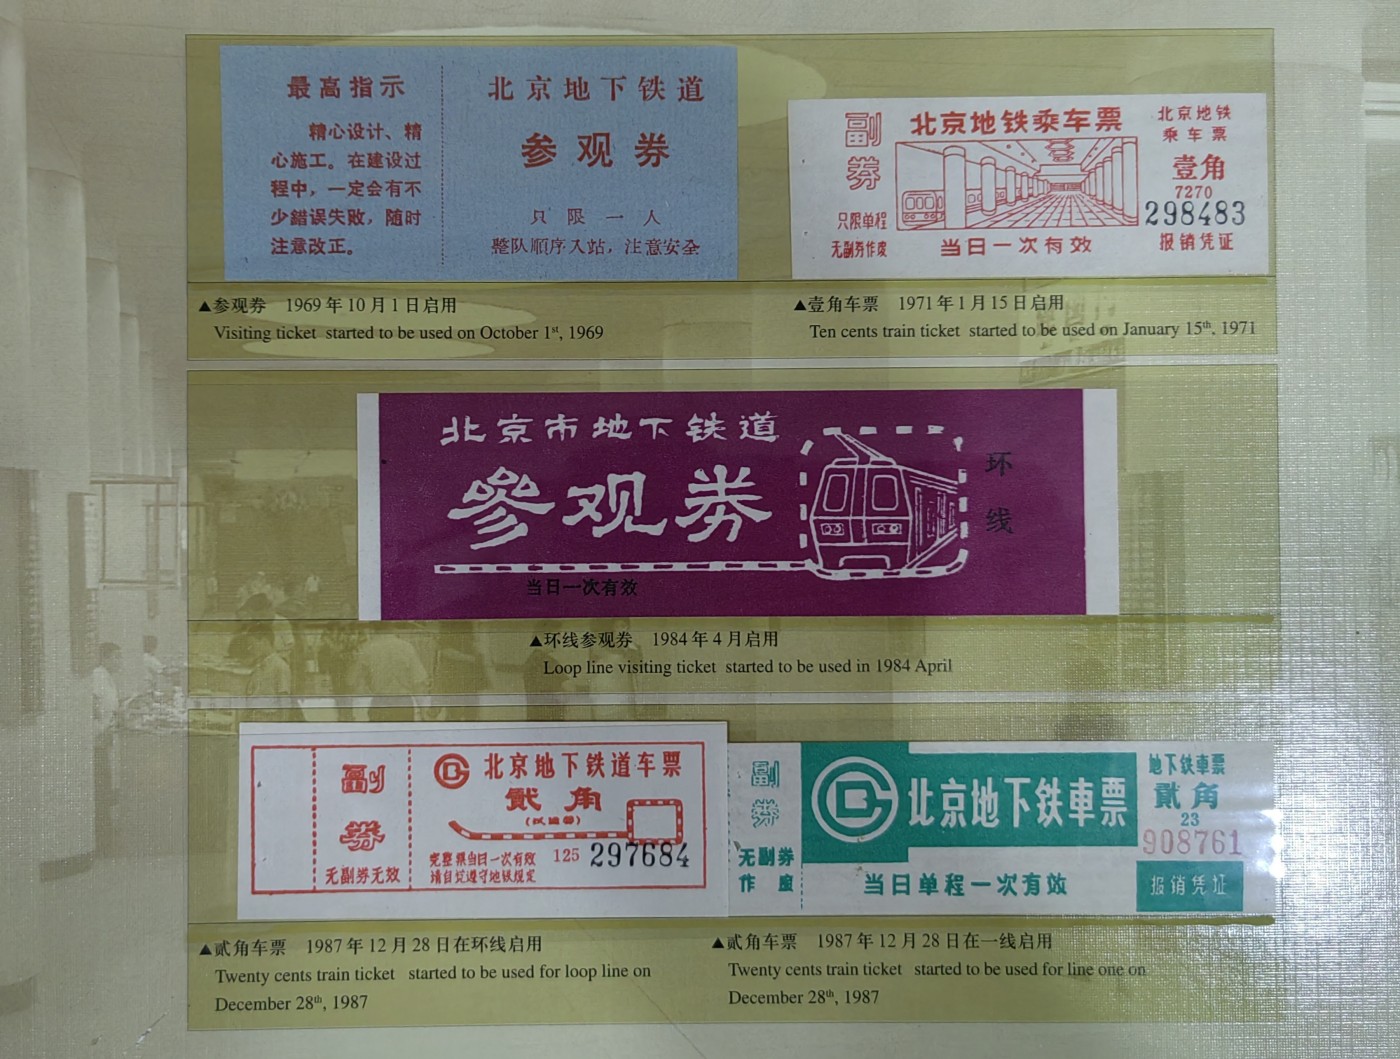 最高指示
精心设计、精
心施工。在建设过
程中，一定会有不
少錯误失败，随时
注意改正。
北京地下铁道
参观券
只限一人
整队顺序入站，注意安全
副
券
只限单程
无副券作废
北京地铁乘车票
当日一次有效
北京地铁
乘车票
壹角
7270
298483
报销凭证
▲参观券 1969年10月1日启用
Visiting ticket started to be used on October 1st, 1969
▲壹角车票 1971年1月15日启用
Ten cents train ticket started to be used on January 15th, 1971
北京市地下铁道
參观券
当日一次有效
环
线
▲环线参观券 1984年4月启用
Loop line visiting ticket started to be used in 1984 April
副
券
无副券无效
北京地下铁道车票
貮角
完整票当日一次有效
请自觉遵守地铁规定
125
297684
副
券
无副券
作废
北京地下铁車票
当日单程一次有效
地下铁車票
貮角
23
908761
报销凭证
▲贰角车票 1987年12月28日在环线启用
Twenty cents train ticket started to be used for loop line on
December 28th, 1987
▲贰角车票 1987年12月28日在一线启用
Twenty cents train ticket started to be used for line one on
December 28th, 1987